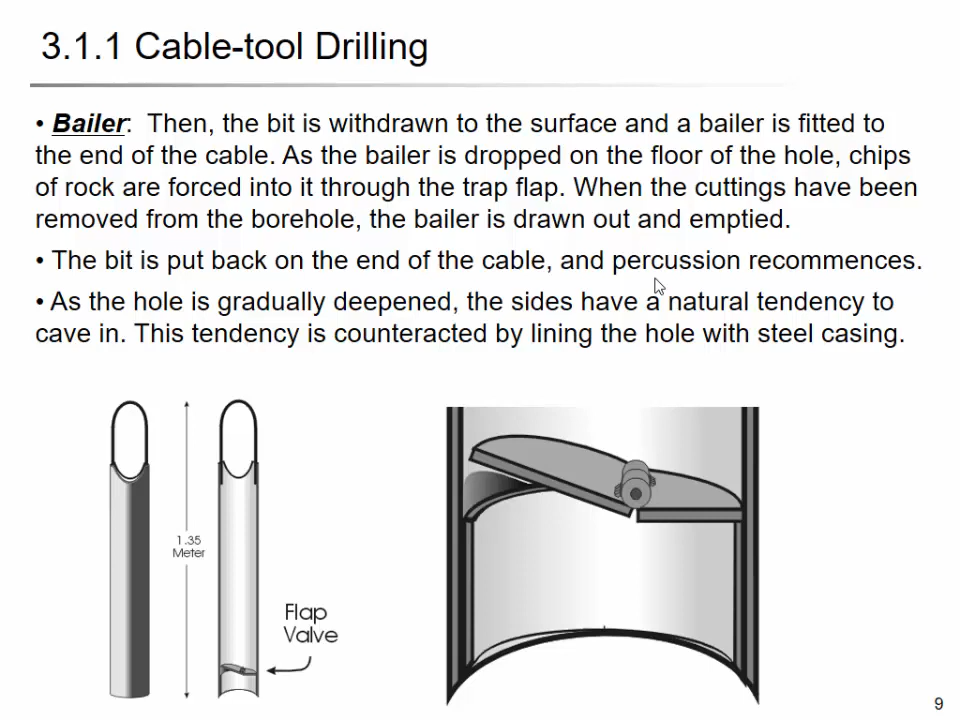 3.1.1 Cable-tool Drilling
• Bailer: Then, the bit is withdrawn to the surface and a bailer is fitted to
the end of the cable. As the bailer is dropped on the floor of the hole, chips
of rock are forced into it through the trap flap. When the cuttings have been
removed from the borehole, the bailer is drawn out and emptied.
• The bit is put back on the end of the cable, and percussion recommences.
• As the hole is gradually deepened, the sides have a natural tendency to
cave in. This tendency is counteracted by lining the hole with steel casing.
1.35
Meter
Flap
Valve
9